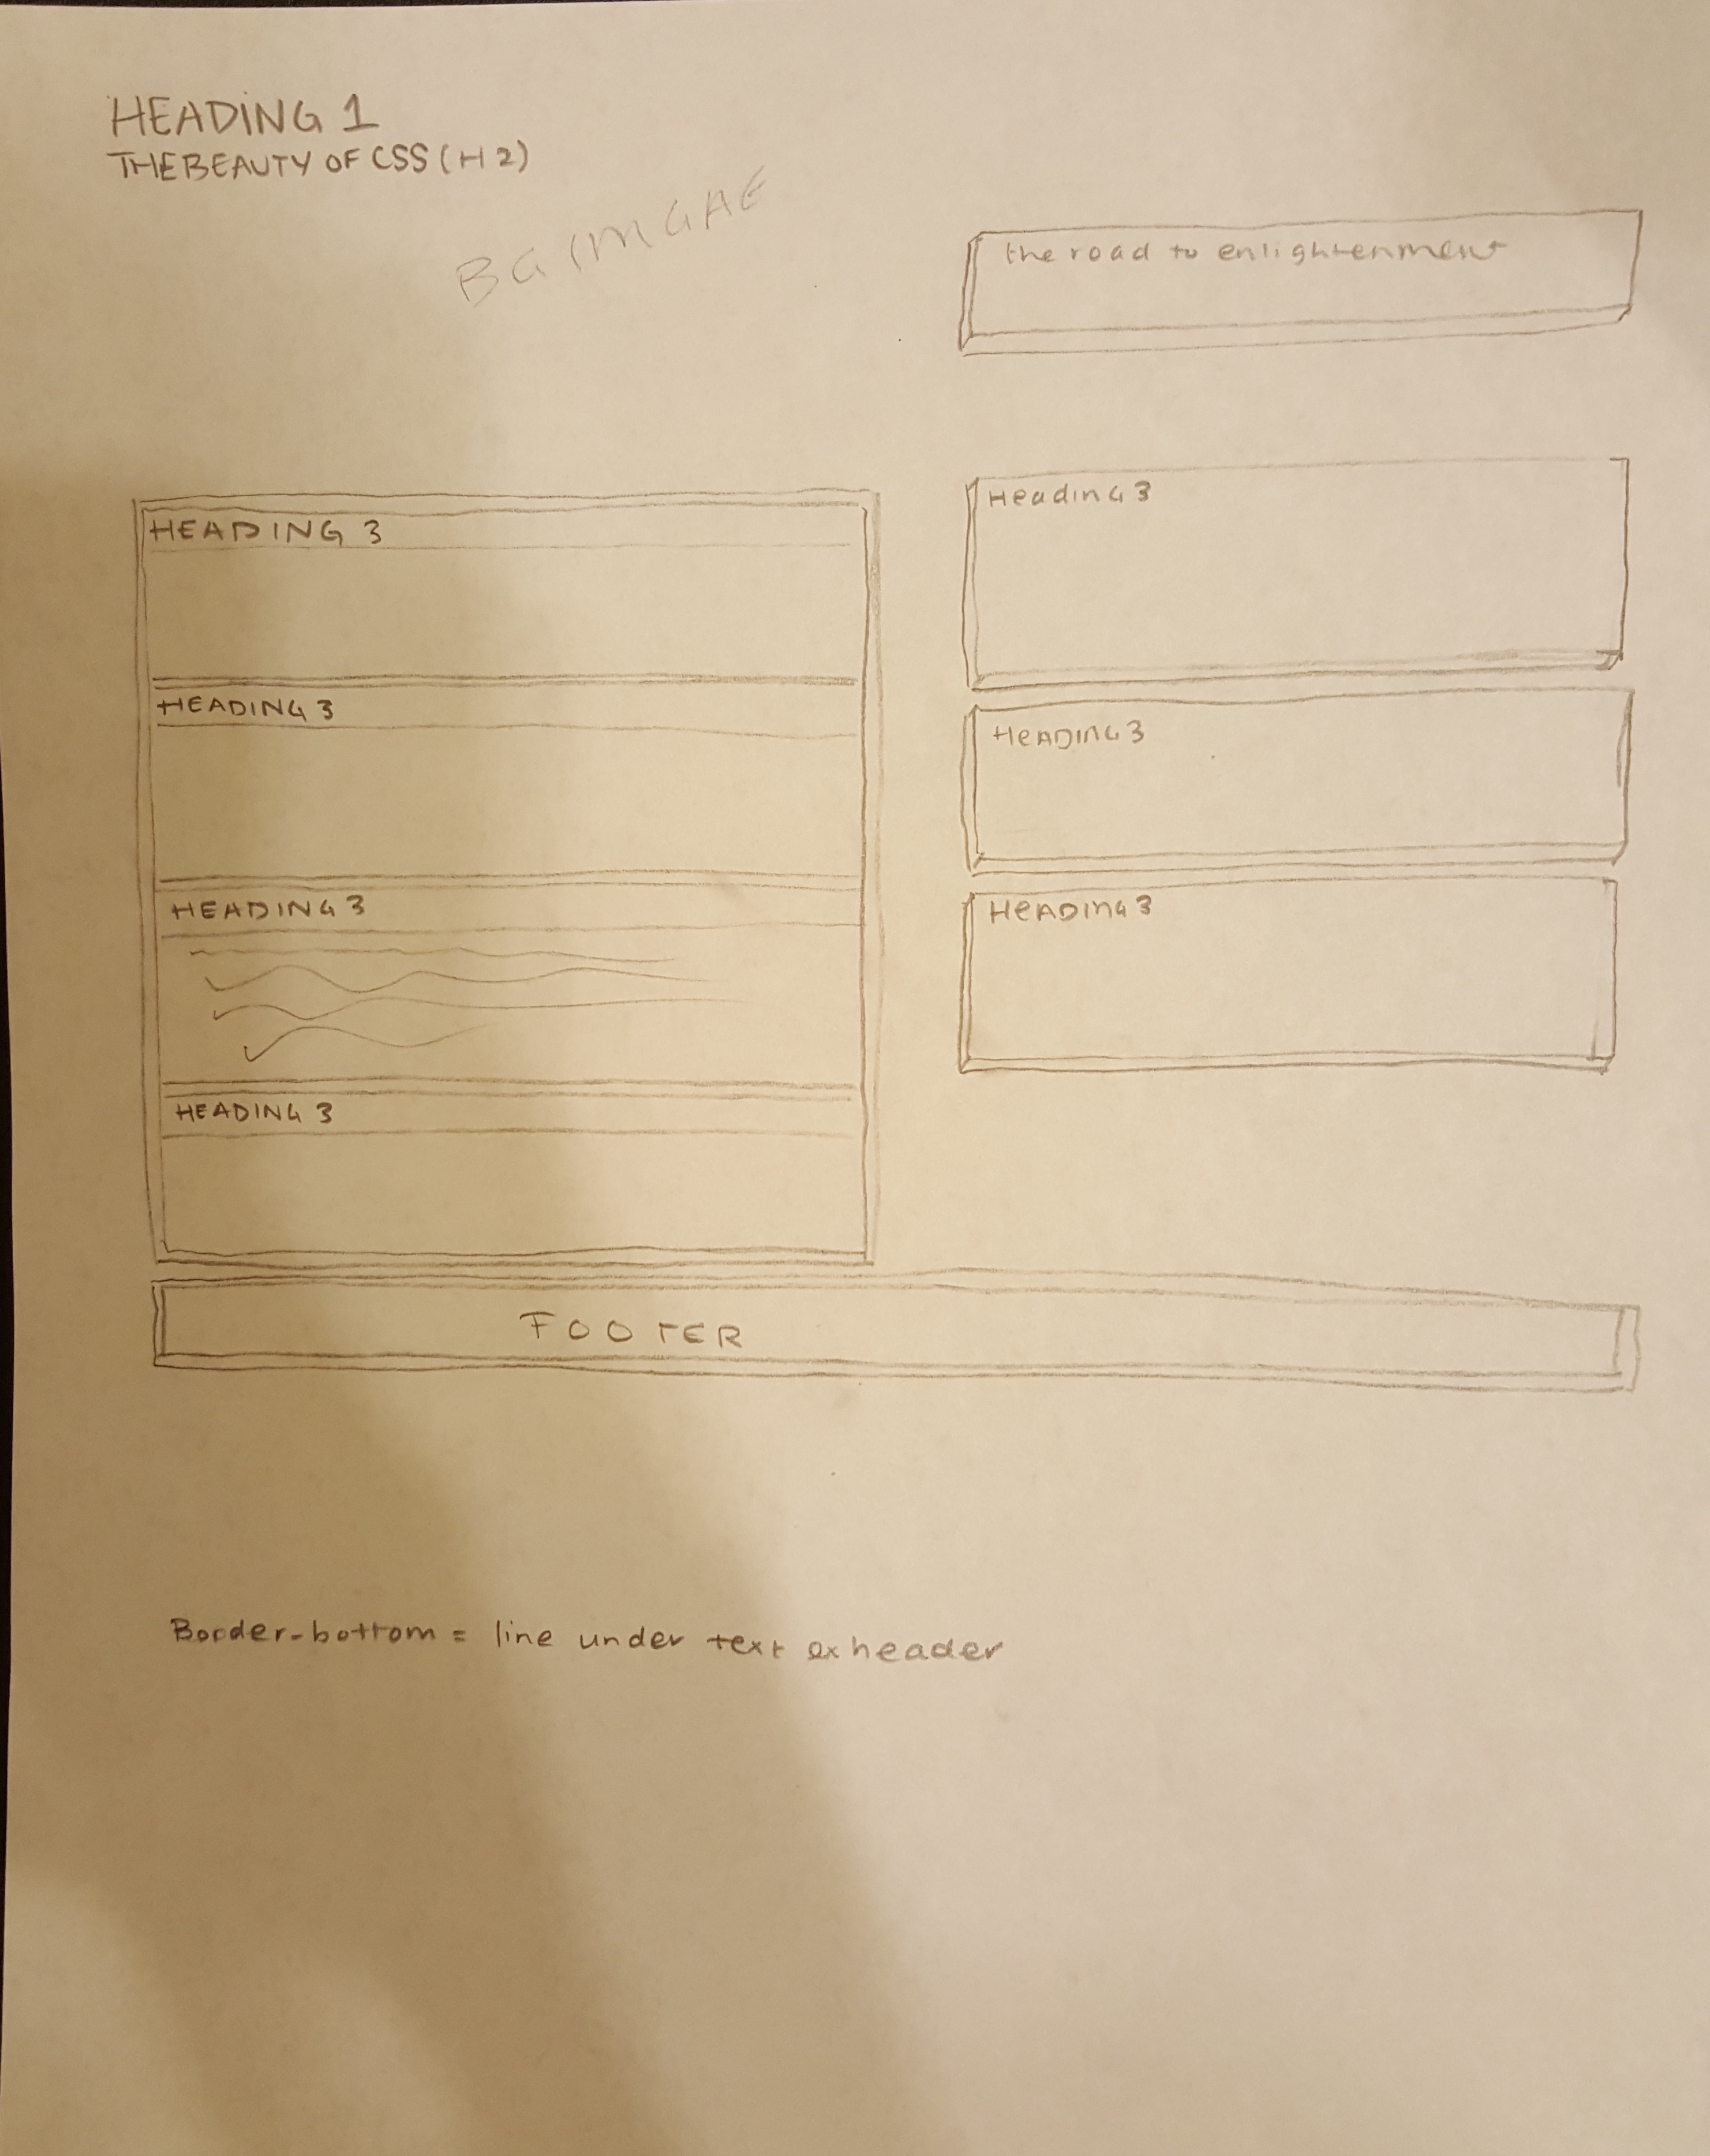 HEADING 1
THE BEAUTY OF CSS (H2)
BG IMGAE
the road to enlightenment
HEADING 3
HEADING 3
HEADING 3
HEADING 3
Heading 3
HeADING 3
HeADInG 3
FOOTER
Border-bottom = line under text ex header